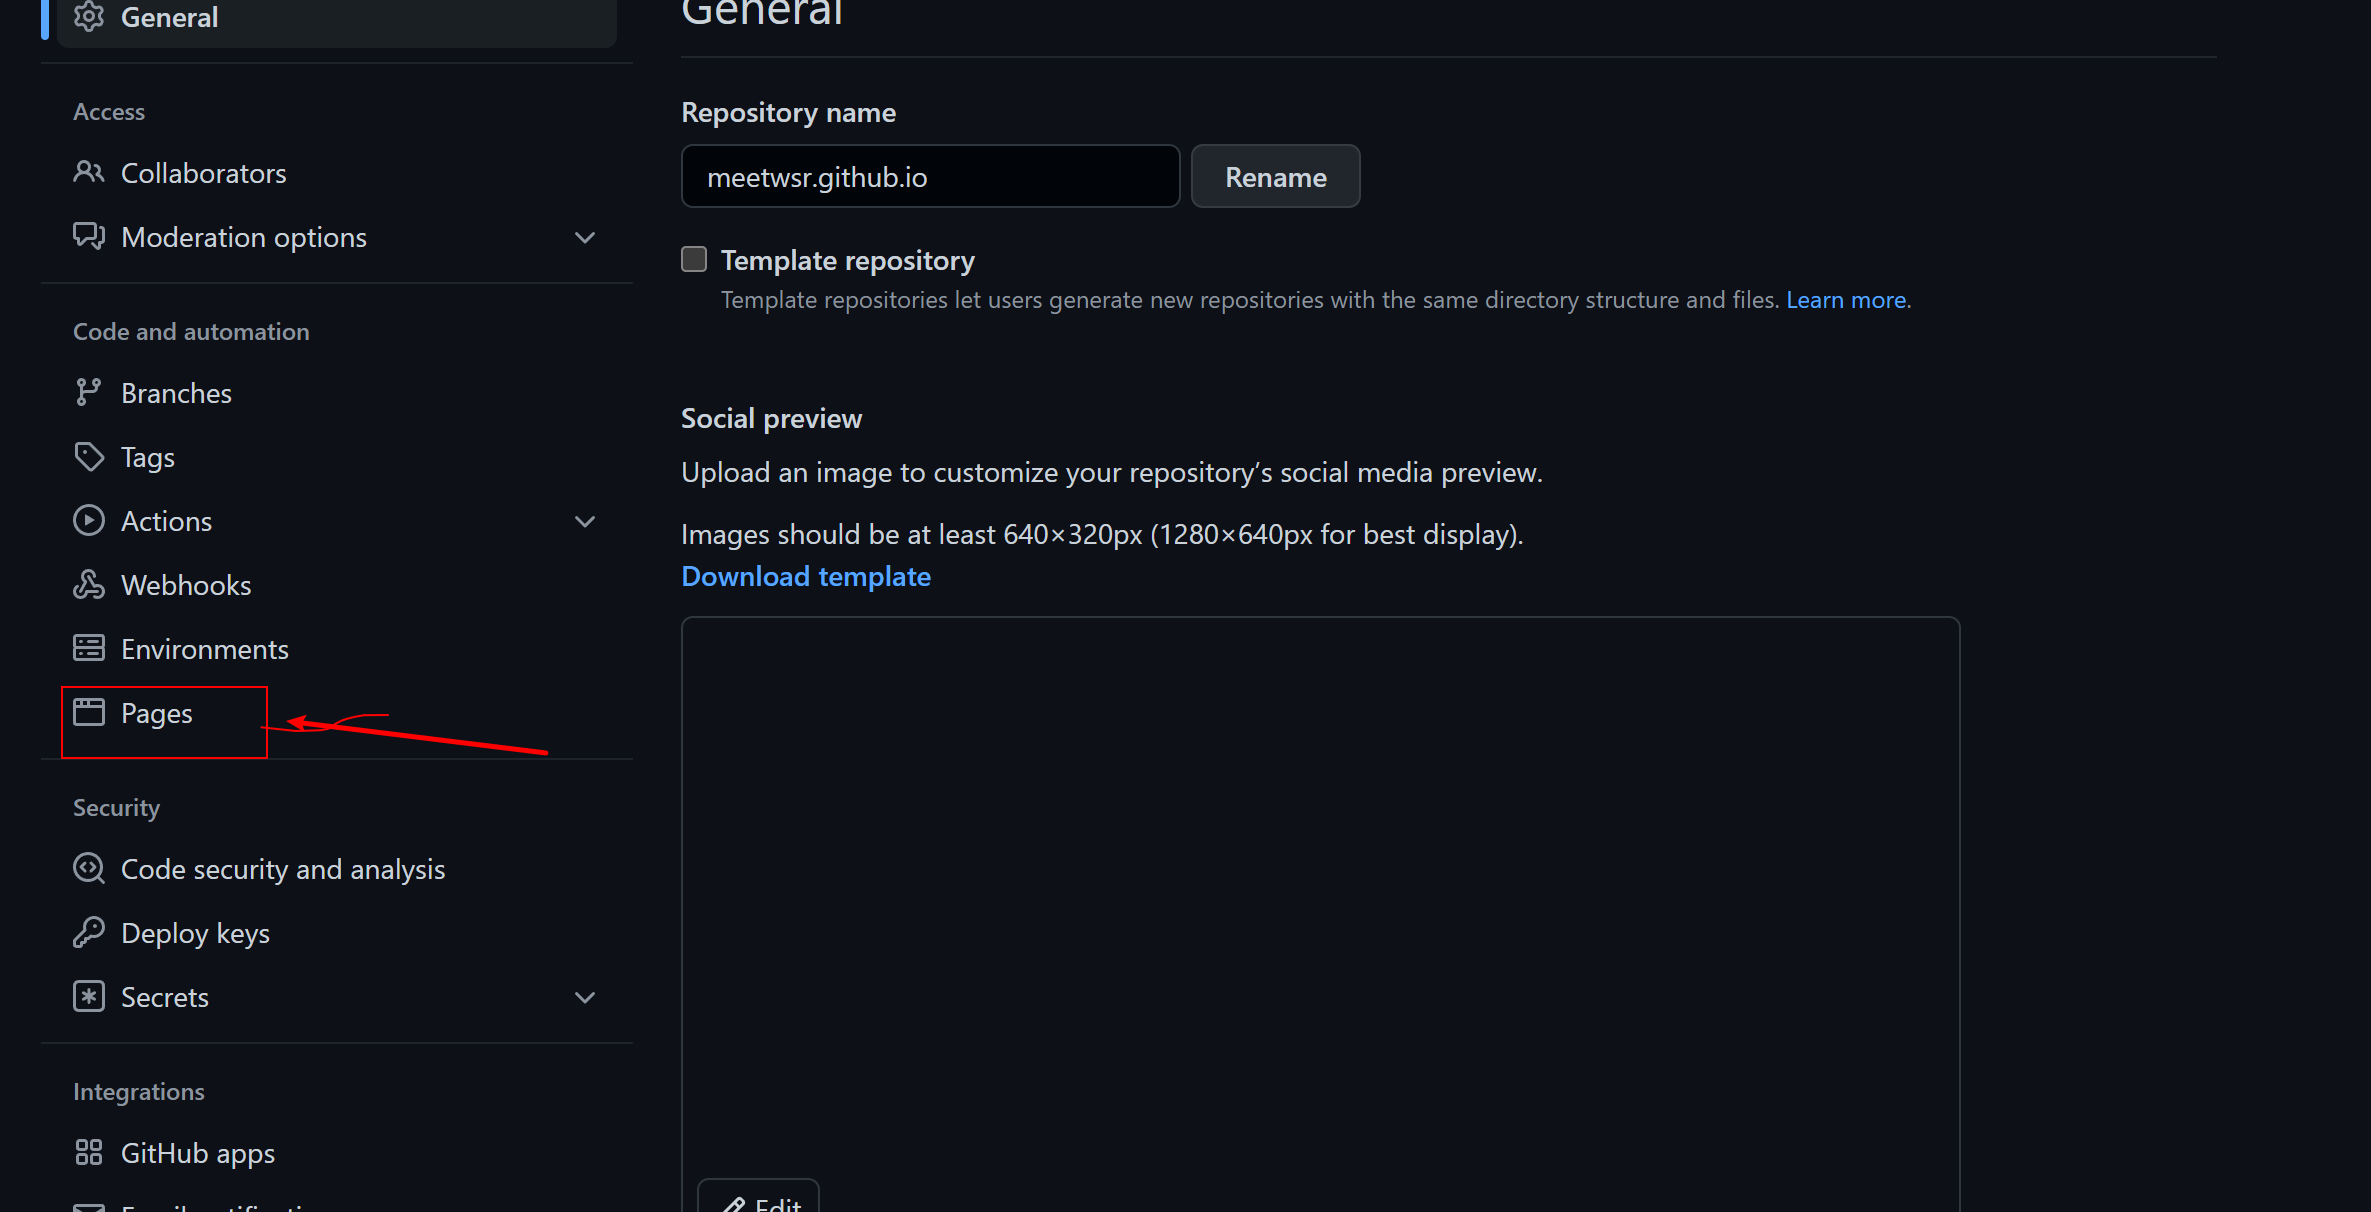 General
Access
Collaborators
Moderation options
Code and automation
Branches
Tags
Actions
Webhooks
Environments
Pages
Security
Code security and analysis
Deploy keys
Secrets
Integrations
GitHub apps
General
Repository name
meetwsr.github.io
Rename
Template repository
Template repositories let users generate new repositories with the same directory structure and files. Learn more.
Social preview
Upload an image to customize your repository’s social media preview.
Images should be at least 640×320px (1280×640px for best display).
Download template
Edit